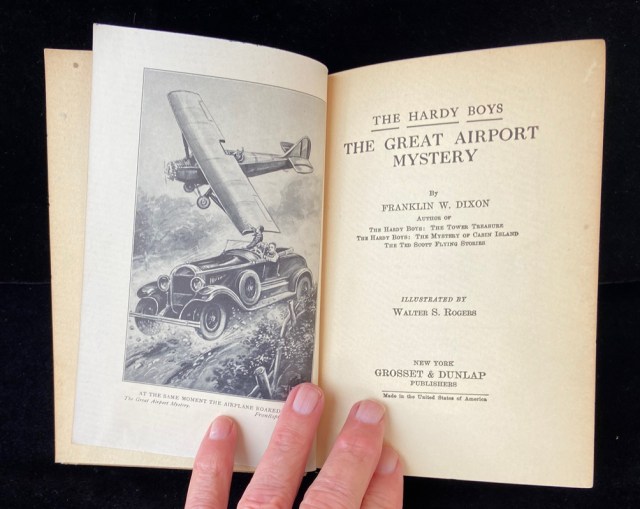 AT THE SAME MOMENT THE AIRPLANE ROARED
The Great Airport Mystery.
THE HARDY BOYS
THE GREAT AIRPORT
MYSTERY
By
FRANKLIN W. DIXON
AUTHOR OF
THE HARDY BOYS: THE TOWER TREASURE
THE HARDY BOYS: THE MYSTERY OF CABIN ISLAND
THE TED SCOTT FLYING STORIES
ILLUSTRATED BY
WALTER S. ROGERS
NEW YORK
GROSSET & DUNLAP
PUBLISHERS
Made in the United States of America